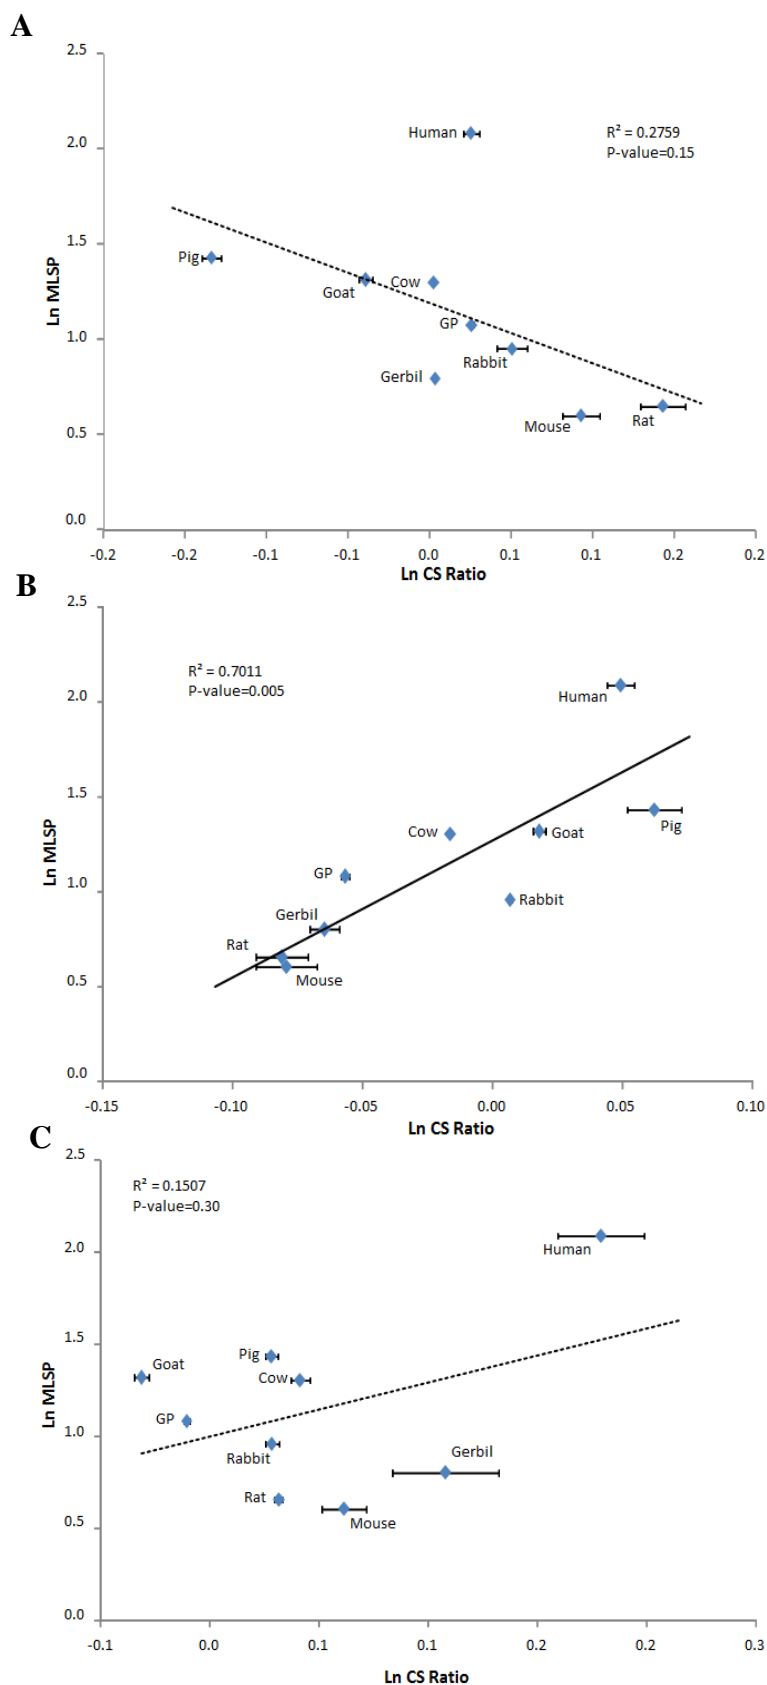 A
2.5
2.0
1.5
1.0
0.5
0.0
Ln MLSP
Human
R² = 0.2759
P-value=0.15
Pig
Goat
Cow
GP
Rabbit
Gerbil
Mouse
Rat
-0.2 -0.2 -0.1 -0.1 0.0 0.1 0.1 0.2 0.2
Ln CS Ratio
B
2.5
2.0
1.5
1.0
0.5
0.0
Ln MLSP
R² = 0.7011
P-value=0.005
Human
Pig
Cow
Goat
GP
Rabbit
Gerbil
Rat
Mouse
-0.15 -0.10 -0.05 0.00 0.05 0.10
Ln CS Ratio
C
2.5
2.0
1.5
1.0
0.5
0.0
Ln MLSP
R² = 0.1507
P-value=0.30
Human
Goat
Pig
Cow
GP
Rabbit
Gerbil
Rat
Mouse
-0.1 0.0 0.1 0.1 0.2 0.2 0.3
Ln CS Ratio